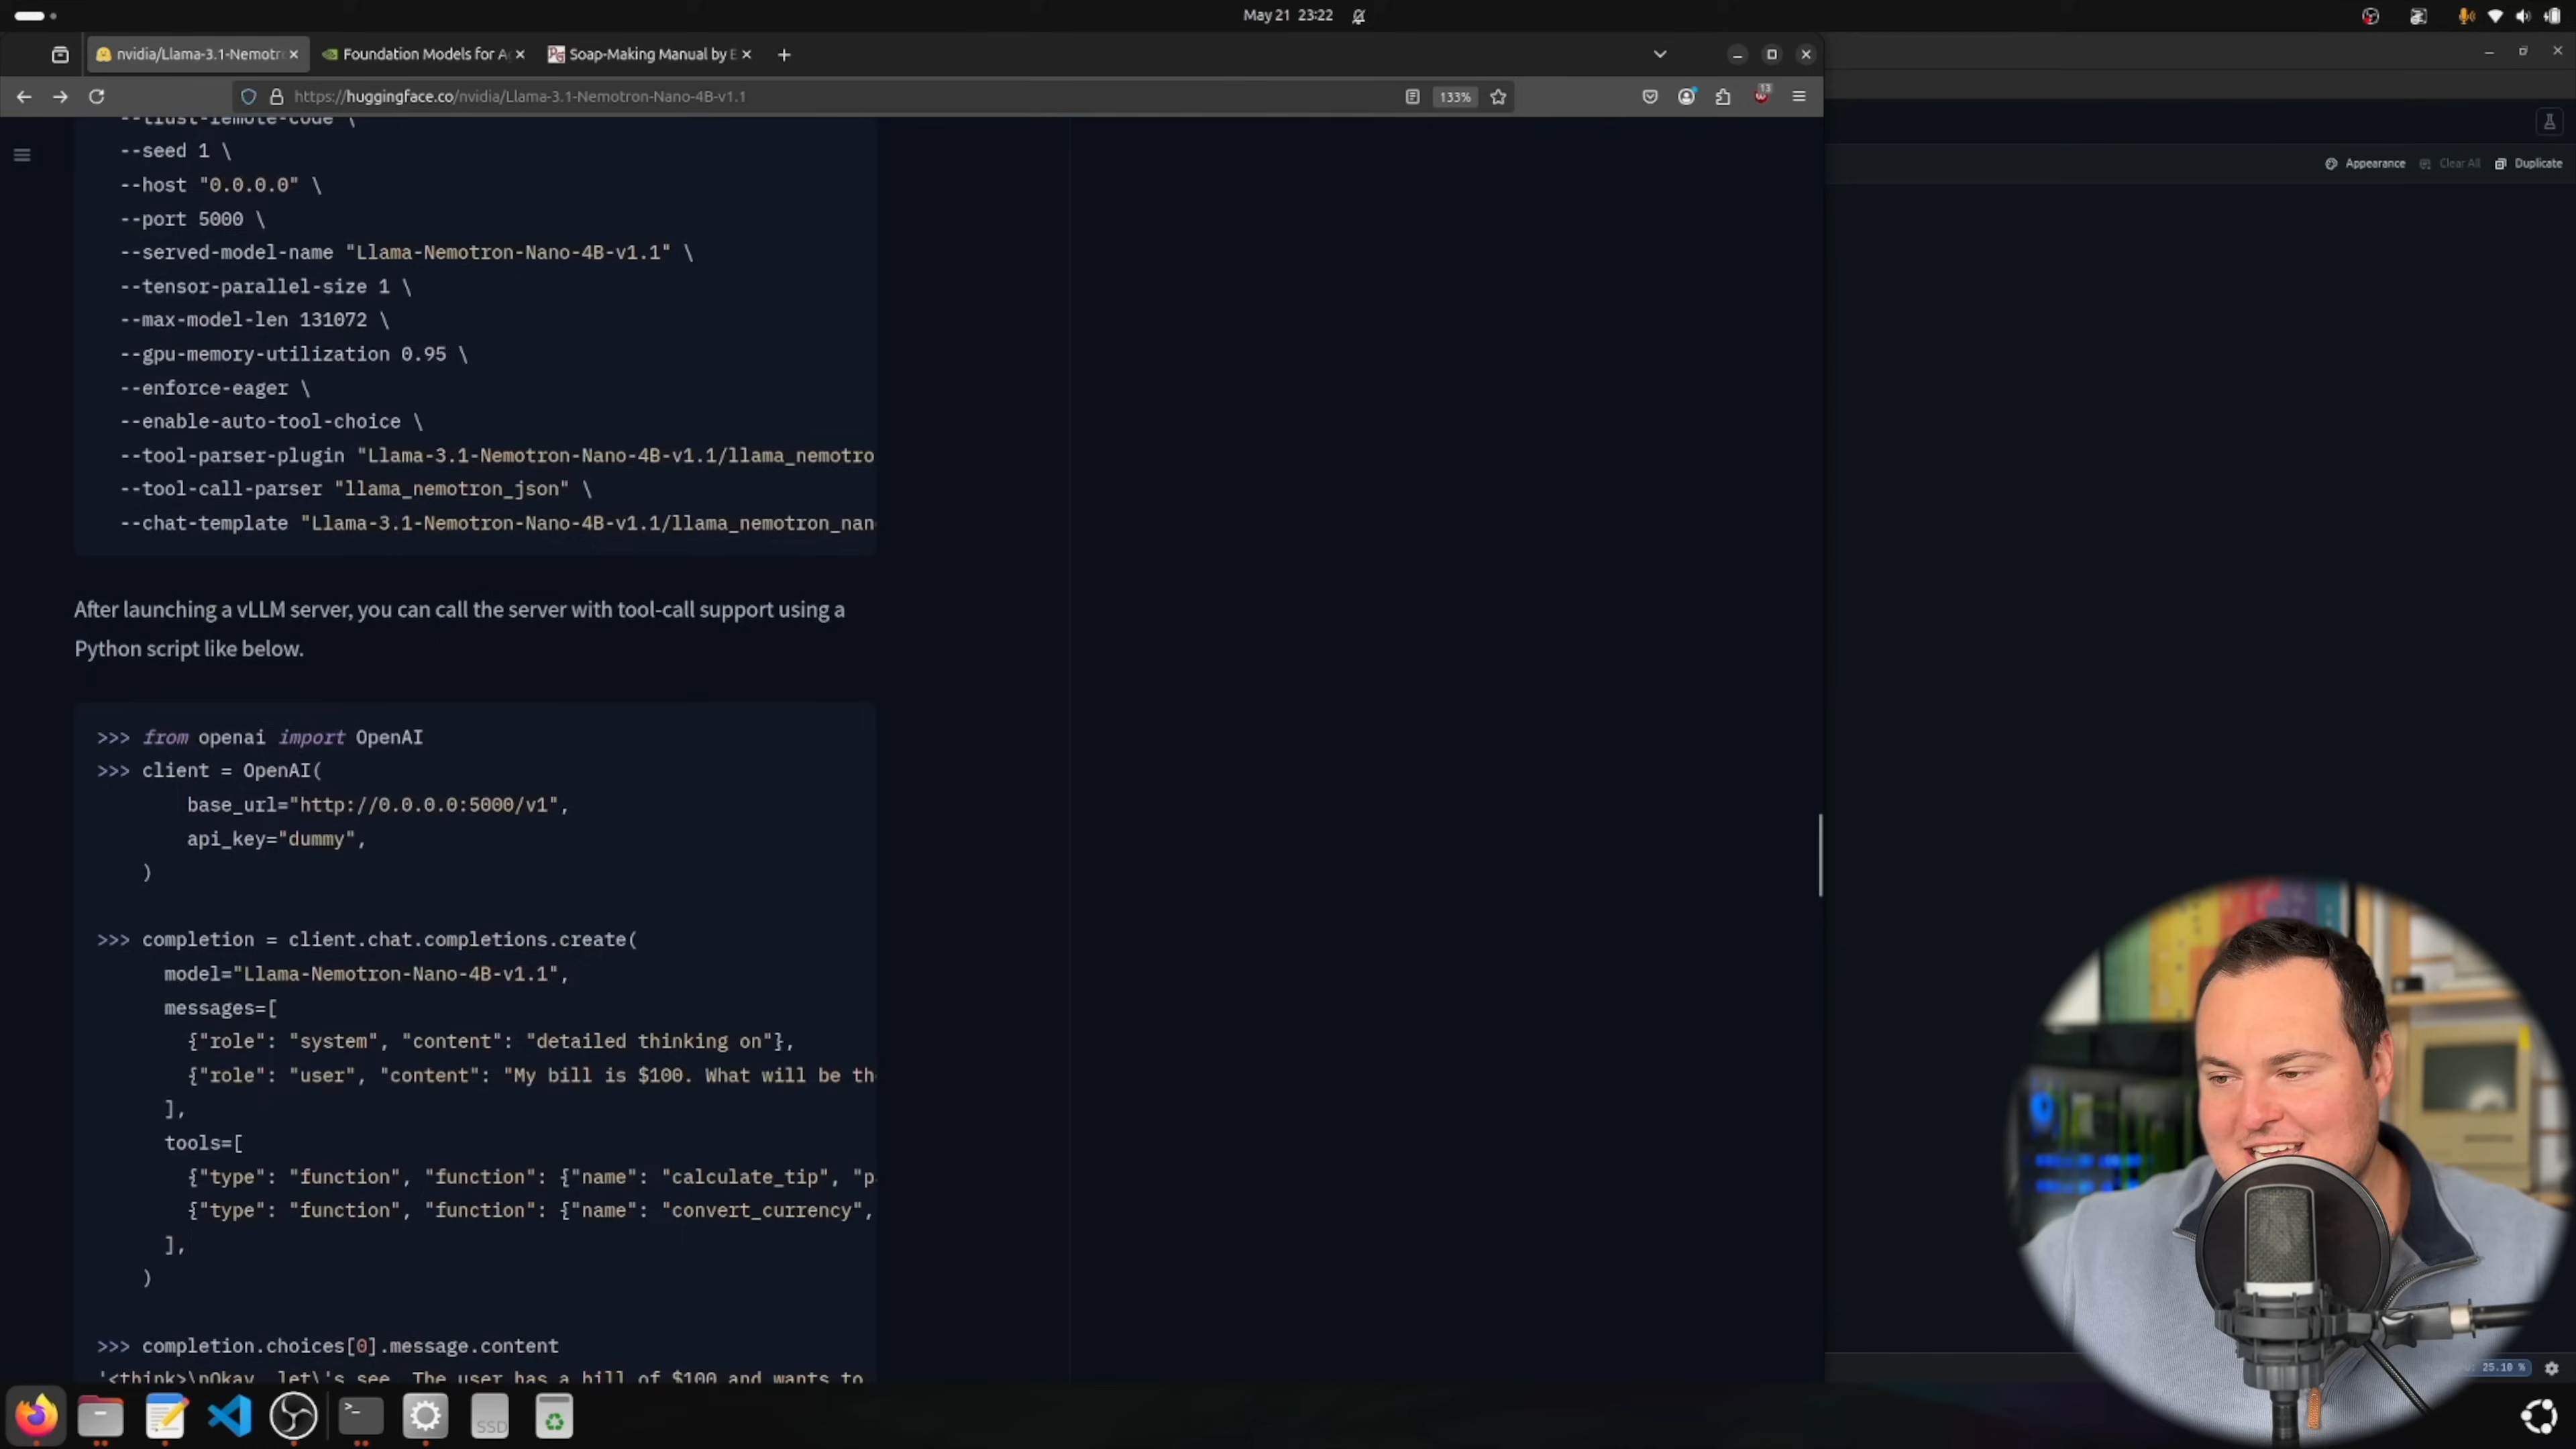 May 21 23:22
nvidia/Llama-3.1-Nemotr
Foundation Models for Ag
Soap-Making Manual by E
https://huggingface.co/nvidia/Llama-3.1-Nemotron-Nano-4B-v1.1
133%
13
Appearance
Clear All
Duplicate
--trust-remote-code \
--seed 1 \
--host "0.0.0.0" \
--port 5000 \
--served-model-name "Llama-Nemotron-Nano-4B-v1.1" \
--tensor-parallel-size 1 \
--max-model-len 131072 \
--gpu-memory-utilization 0.95 \
--enforce-eager \
--enable-auto-tool-choice \
--tool-parser-plugin "Llama-3.1-Nemotron-Nano-4B-v1.1/llama_nemotro
--tool-call-parser "llama_nemotron_json" \
--chat-template "Llama-3.1-Nemotron-Nano-4B-v1.1/llama_nemotron_nan
After launching a vLLM server, you can call the server with tool-call support using a
Python script like below.
>>> from openai import OpenAI
>>> client = OpenAI(
base_url="http://0.0.0.0:5000/v1",
api_key="dummy",
)
>>> completion = client.chat.completions.create(
model="Llama-Nemotron-Nano-4B-v1.1",
messages=[
{"role": "system", "content": "detailed thinking on"},
{"role": "user", "content": "My bill is $100. What will be th
],
tools=[
{"type": "function", "function": {"name": "calculate_tip", "p
{"type": "function", "function": {"name": "convert_currency",
],
)
>>> completion.choices[0].message.content
'<think>\nOkay, let\'s see. The user has a bill of $100 and wants to
25.10 %
SSD